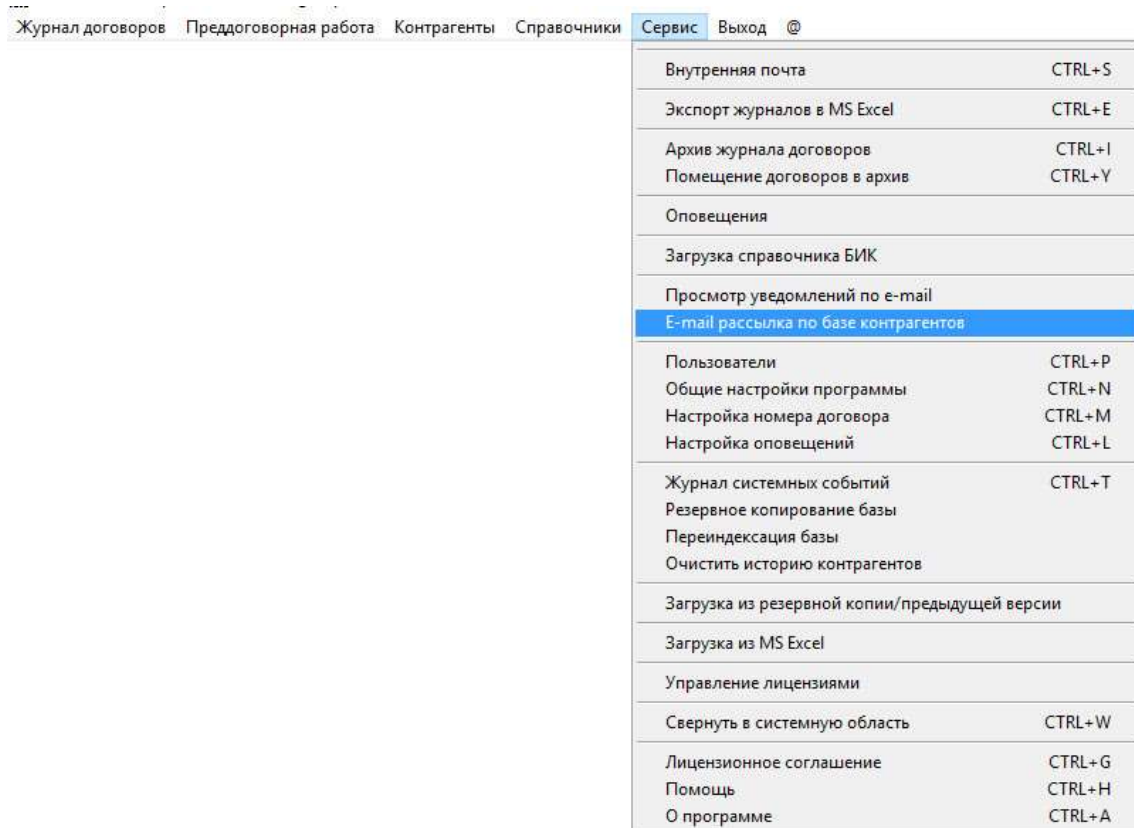 Журнал договоров Преддоговорная работа Контрагенты Справочники Сервис Выход @
Внутренняя почта CTRL+S
Экспорт журналов в MS Excel CTRL+E
Архив журнала договоров CTRL+I
Помещение договоров в архив CTRL+Y
Оповещения
Загрузка справочника БИК
Просмотр уведомлений по e-mail
E-mail рассылка по базе контрагентов
Пользователи CTRL+P
Общие настройки программы CTRL+N
Настройка номера договора CTRL+M
Настройка оповещений CTRL+L
Журнал системных событий CTRL+T
Резервное копирование базы
Переиндексация базы
Очистить историю контрагентов
Загрузка из резервной копии/предыдущей версии
Загрузка из MS Excel
Управление лицензиями
Свернуть в системную область CTRL+W
Лицензионное соглашение CTRL+G
Помощь CTRL+H
О программе CTRL+A